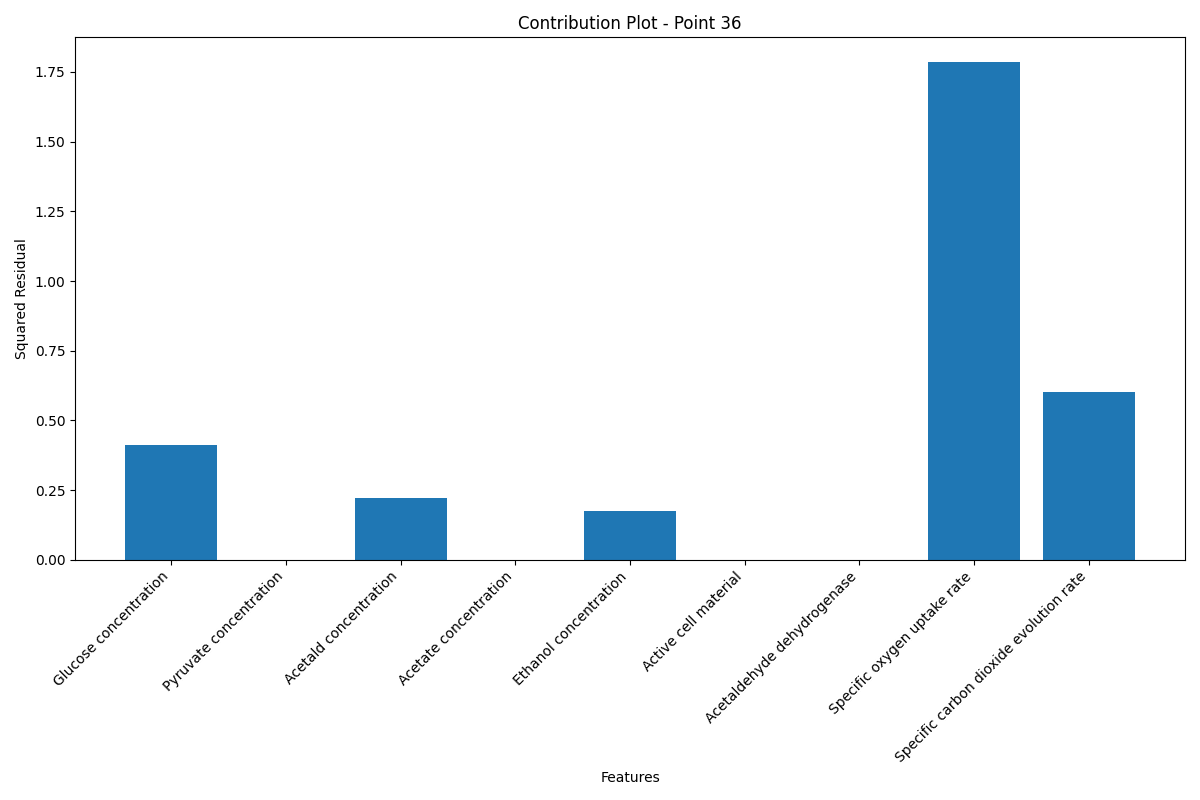 Contribution Plot - Point 36
Squared Residual
1.75
1.50
1.25
1.00
0.75
0.50
0.25
0.00
Glucose concentration
Pyruvate concentration
Acetald concentration
Acetate concentration
Ethanol concentration
Active cell material
Acetaldehyde dehydrogenase
Specific oxygen uptake rate
Specific carbon dioxide evolution rate
Features